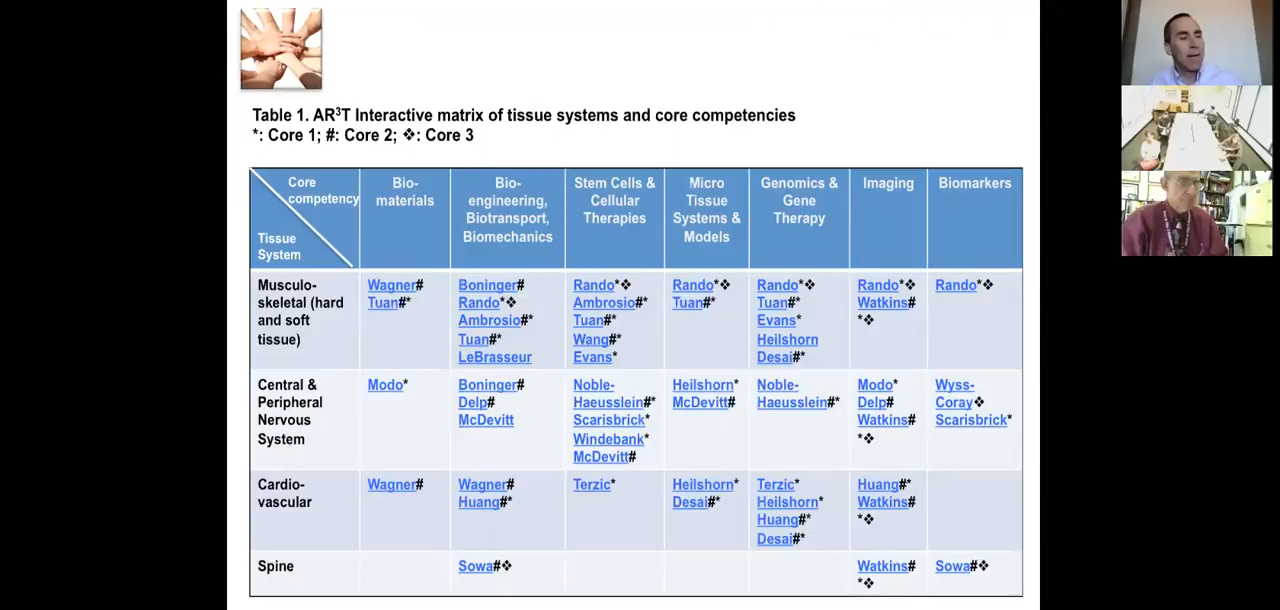 Table 1. AR³T Interactive matrix of tissue systems and core competencies
*: Core 1; #: Core 2; ❖: Core 3
Core
competency
Tissue
System
Bio-
materials
Bio-
engineering,
Biotransport,
Biomechanics
Stem Cells &
Cellular
Therapies
Micro
Tissue
Systems &
Models
Genomics &
Gene
Therapy
Imaging
Biomarkers
Musculo-
skeletal (hard
and soft
tissue)
Wagner#
Tuan#*
Boninger#
Rando*❖
Ambrosio#*
Tuan#*
LeBrasseur
Rando*❖
Ambrosio#*
Tuan#*
Wang#*
Evans*
Rando*❖
Tuan#*
Rando*❖
Tuan#*
Evans*
Heilshorn
Desai#*
Rando*❖
Watkins#
*❖
Rando*❖
Central &
Peripheral
Nervous
System
Modo*
Boninger#
Delp#
McDevitt
Noble-
Haeusslein#*
Scarisbrick*
Windebank*
McDevitt#
Heilshorn*
McDevitt#
Noble-
Haeusslein#*
Modo*
Delp#
Watkins#
*❖
Wyss-
Coray❖
Scarisbrick*
Cardio-
vascular
Wagner#
Wagner#
Huang#*
Terzic*
Heilshorn*
Desai#*
Terzic*
Heilshorn*
Huang#*
Desai#*
Huang#*
Watkins#
*❖
Spine
Sowa#❖
Watkins#
*❖
Sowa#❖